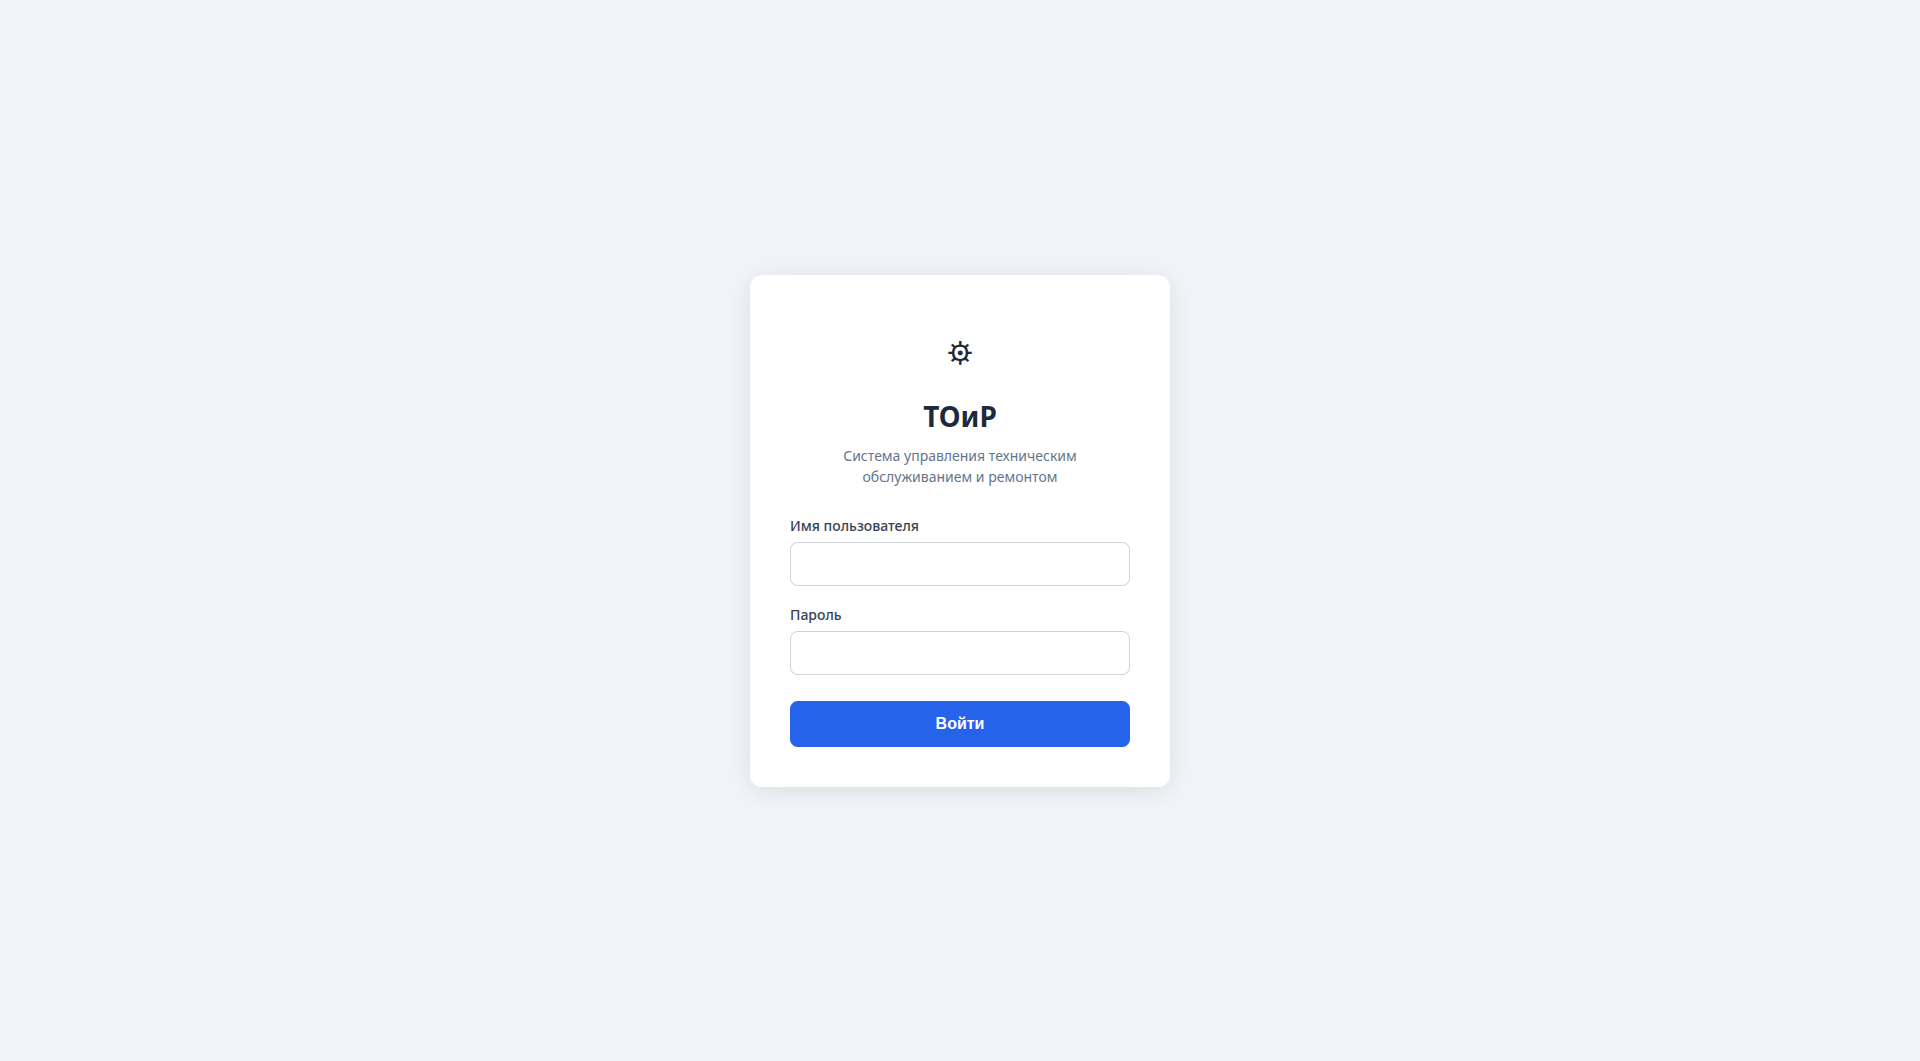 ТОиР
Система управления техническим
обслуживанием и ремонтом
Имя пользователя
Пароль
Войти